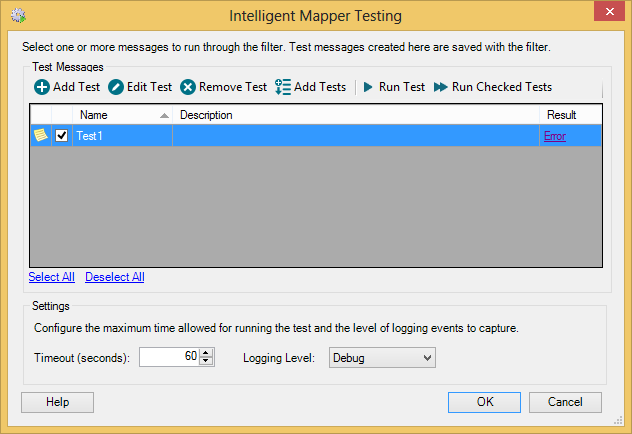 Intelligent Mapper Testing
Select one or more messages to run through the filter. Test messages created here are saved with the filter.
Test Messages
Add Test Edit Test Remove Test Add Tests Run Test Run Checked Tests
Name Description Result
Test1 Error
Select All Deselect All
Settings
Configure the maximum time allowed for running the test and the level of logging events to capture.
Timeout (seconds): 60 Logging Level: Debug
Help OK Cancel